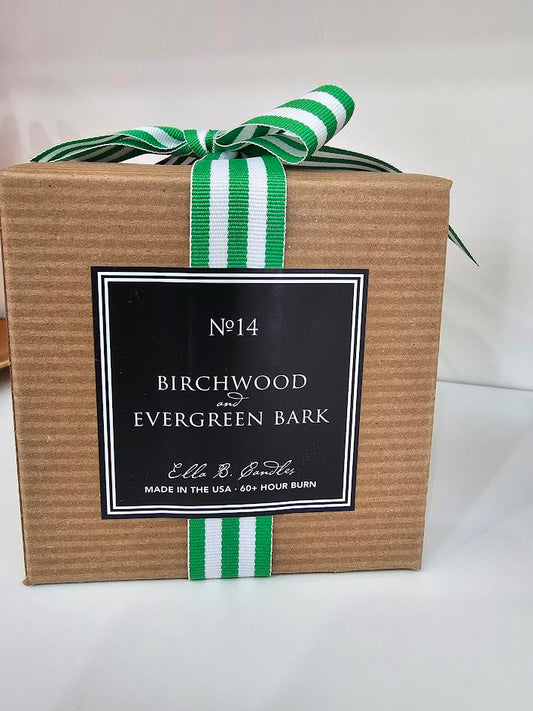 №14
BIRCHWOOD
and
EVERGREEN BARK
Ella B. Candles
MADE IN THE USA · 60+ HOUR BURN